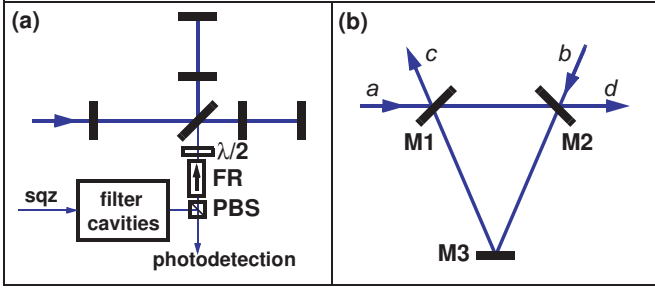 (a)
λ/2
FR
sqz
filter
cavities
PBS
photodetection
(b)
c
b
a
d
M1
M2
M3